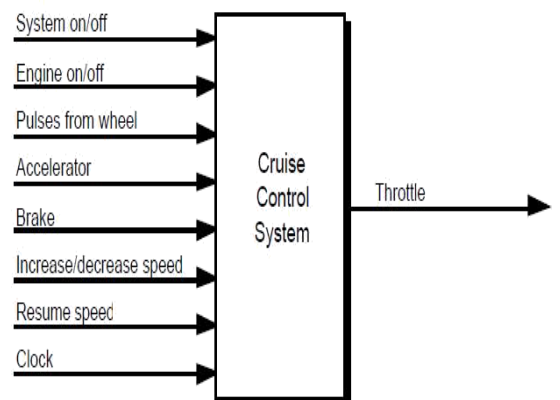 System on/off
Engine on/off
Pulses from wheel
Accelerator
Brake
Increase/decrease speed
Resume speed
Clock
Cruise
Control
System
Throttle